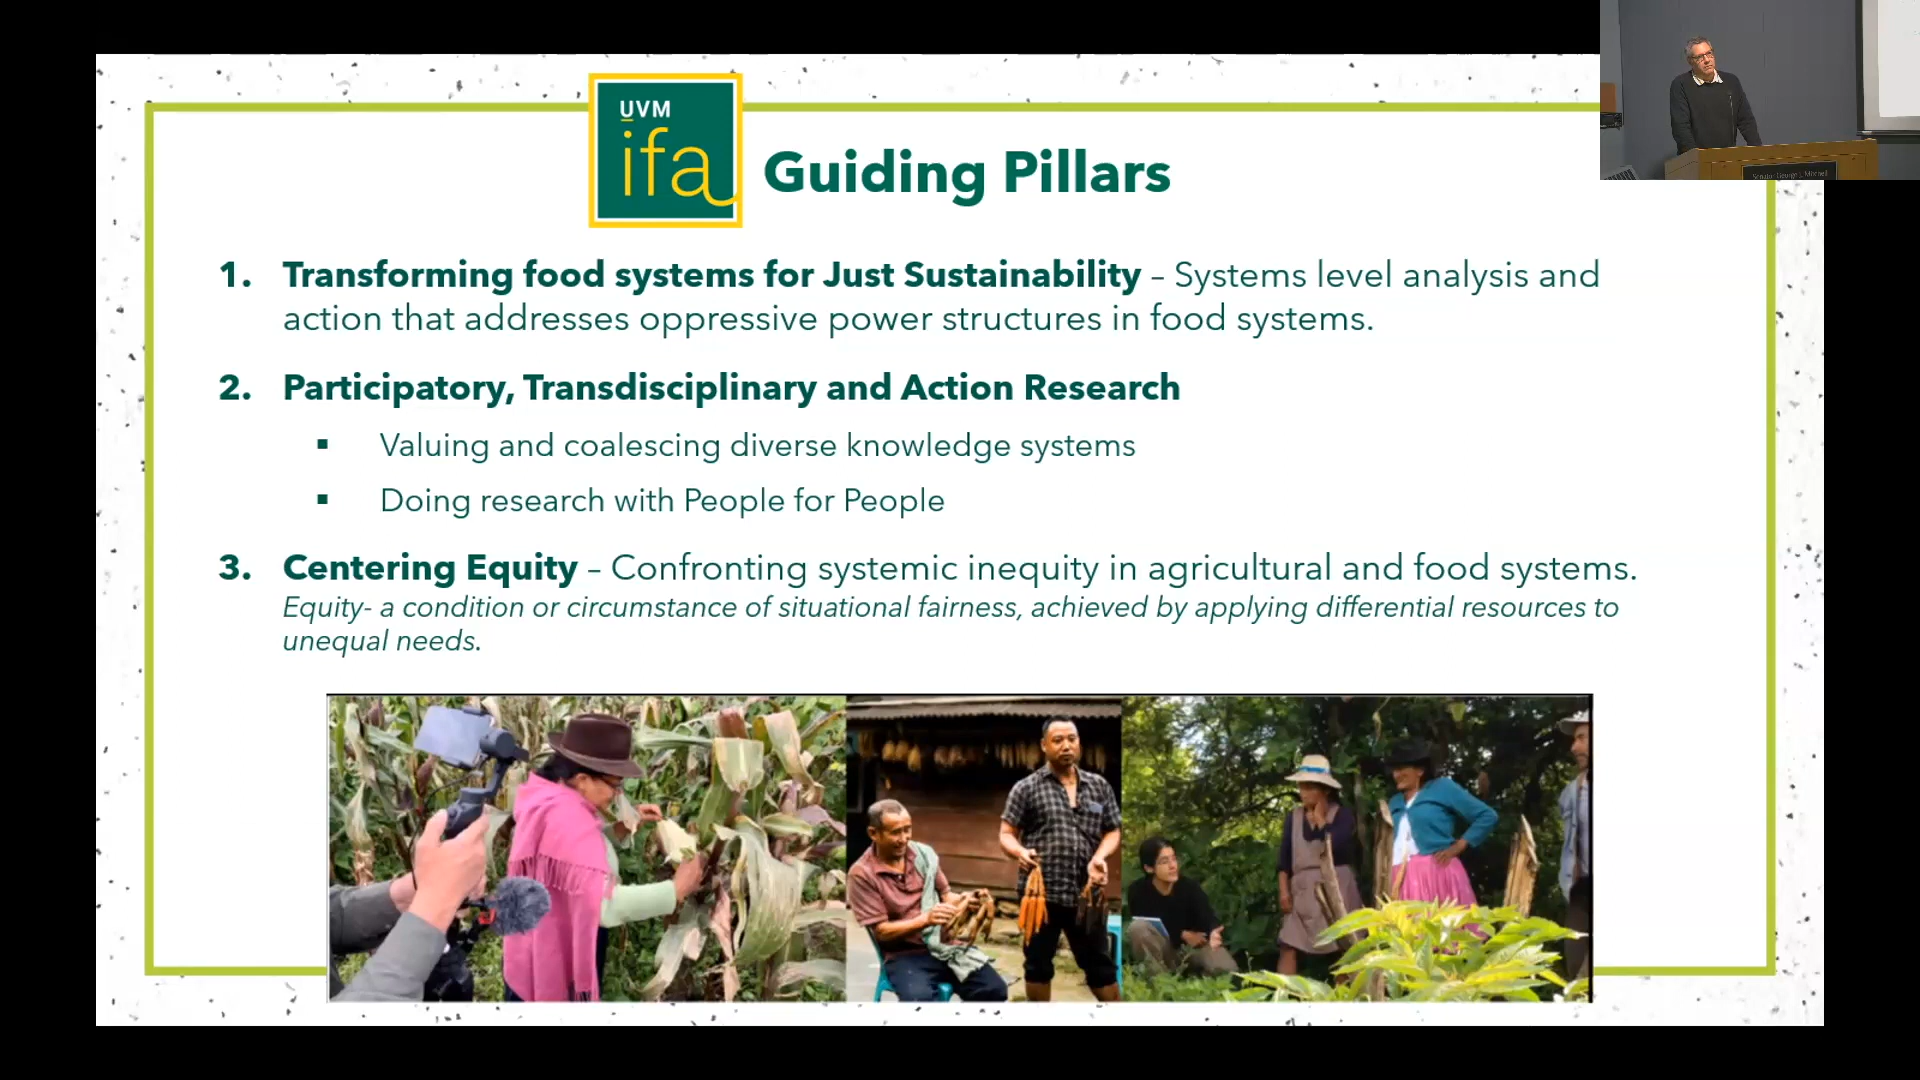 UVM
ifa
Guiding Pillars
1. Transforming food systems for Just Sustainability – Systems level analysis and
action that addresses oppressive power structures in food systems.
2. Participatory, Transdisciplinary and Action Research
▪ Valuing and coalescing diverse knowledge systems
▪ Doing research with People for People
3. Centering Equity – Confronting systemic inequity in agricultural and food systems.
Equity- a condition or circumstance of situational fairness, achieved by applying differential resources to
unequal needs.
Senator George J. Mitchell